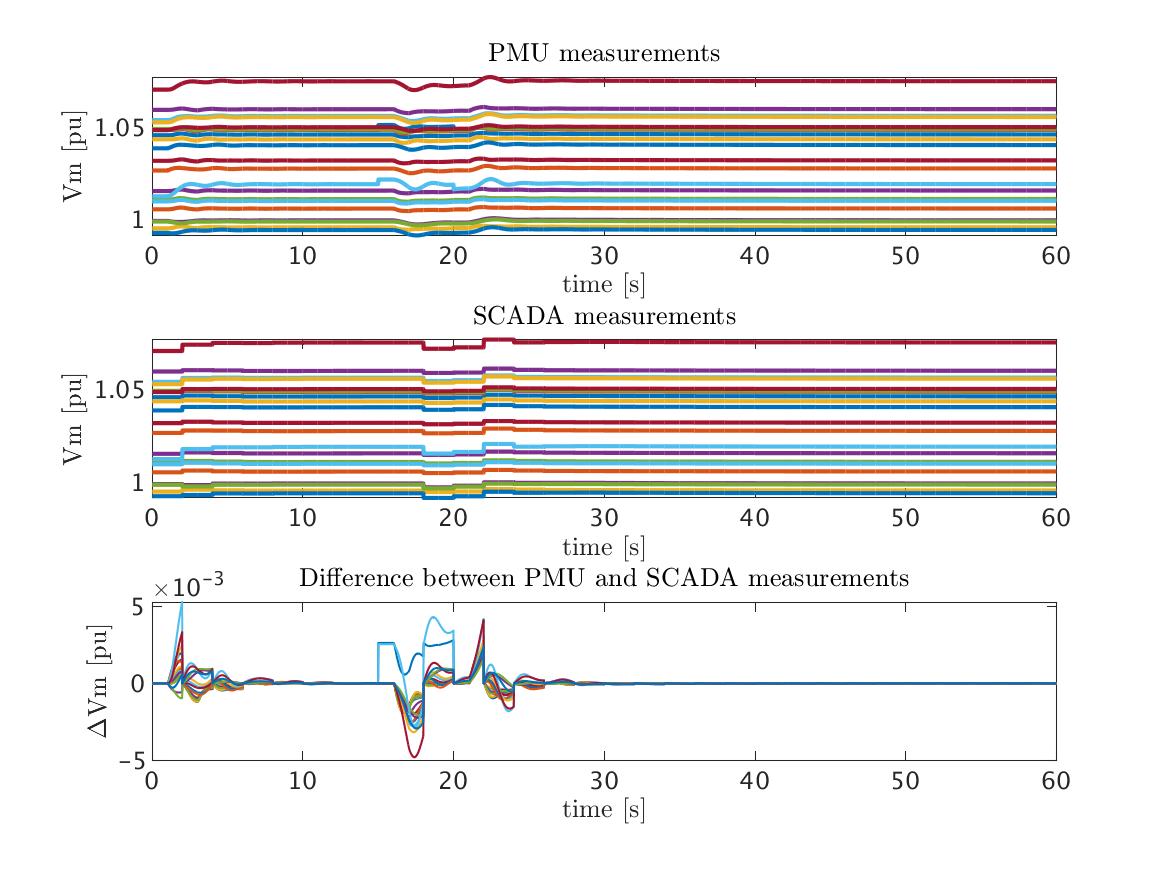 PMU measurements
1.05
1
Vm [pu]
0 10 20 30 40 50 60
time [s]
SCADA measurements
1.05
1
Vm [pu]
0 10 20 30 40 50 60
time [s]
Difference between PMU and SCADA measurements
×10⁻³
5
0
-5
ΔVm [pu]
0 10 20 30 40 50 60
time [s]